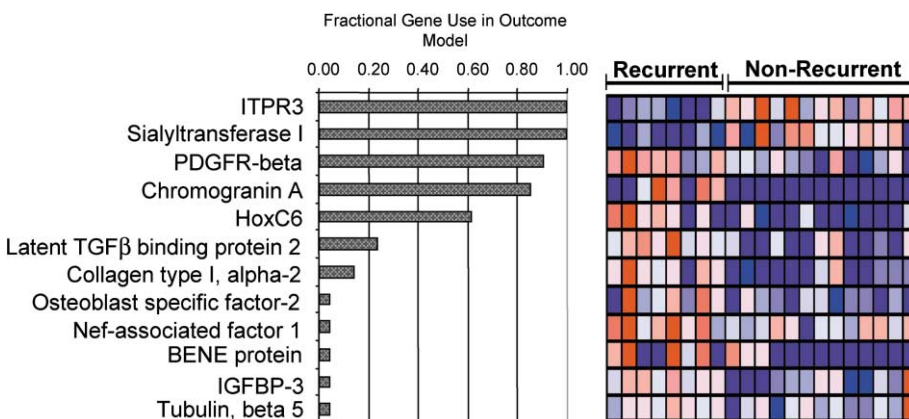 Fractional Gene Use in Outcome
Model
0.00 0.20 0.40 0.60 0.80 1.00
Recurrent Non-Recurrent
ITPR3
Sialyltransferase I
PDGFR-beta
Chromogranin A
HoxC6
Latent TGFβ binding protein 2
Collagen type I, alpha-2
Osteoblast specific factor-2
Nef-associated factor 1
BENE protein
IGFBP-3
Tubulin, beta 5